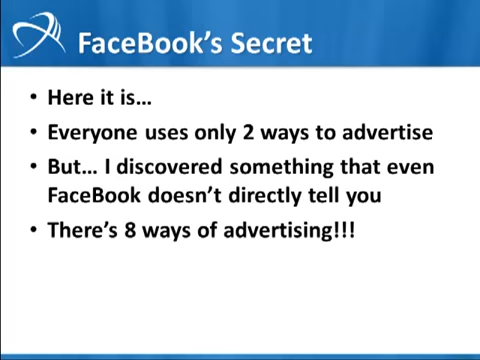 FaceBook's Secret
• Here it is…
• Everyone uses only 2 ways to advertise
• But… I discovered something that even
FaceBook doesn't directly tell you
• There's 8 ways of advertising!!!